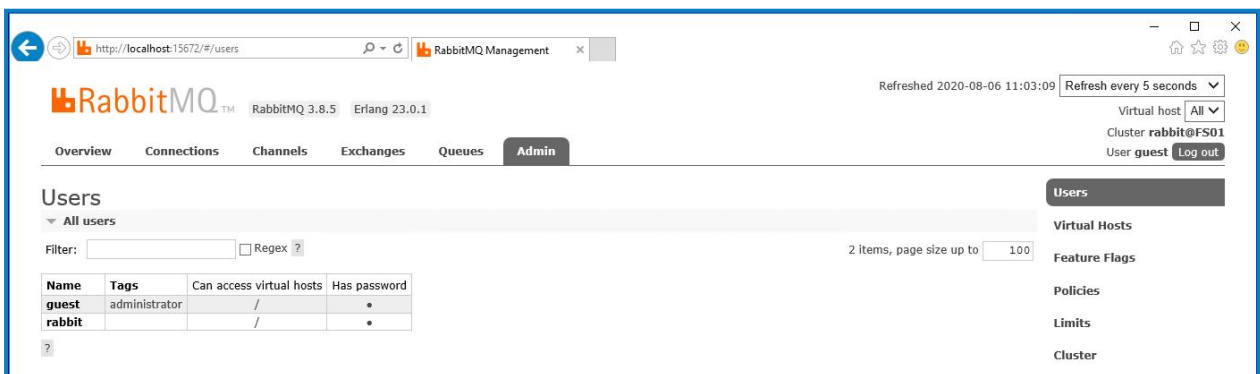 http://localhost:15672/#/users RabbitMQ Management
RabbitMQ TM RabbitMQ 3.8.5 Erlang 23.0.1
Refreshed 2020-08-06 11:03:09 Refresh every 5 seconds
Virtual host All
Cluster rabbit@FS01
User guest Log out
Overview Connections Channels Exchanges Queues Admin
Users
All users
Filter: Regex ? 2 items, page size up to 100
Name Tags Can access virtual hosts Has password
guest administrator / •
rabbit / •
?
Users
Virtual Hosts
Feature Flags
Policies
Limits
Cluster